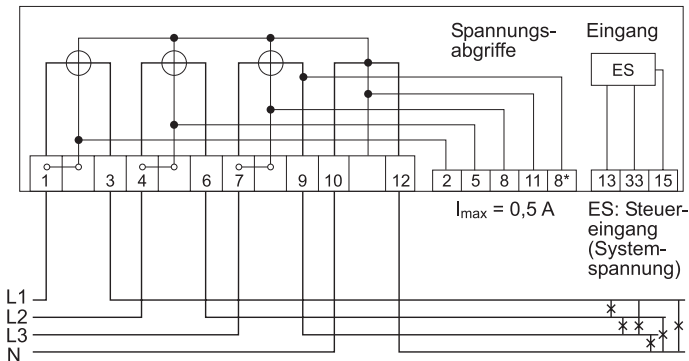 Spannungs-
abgriffe
Eingang
ES
1 3 4 6 7 9 10 12 2 5 8 11 8* 13 33 15
Imax = 0,5 A
ES: Steuer-
eingang
(System-
spannung)
L1
L2
L3
N